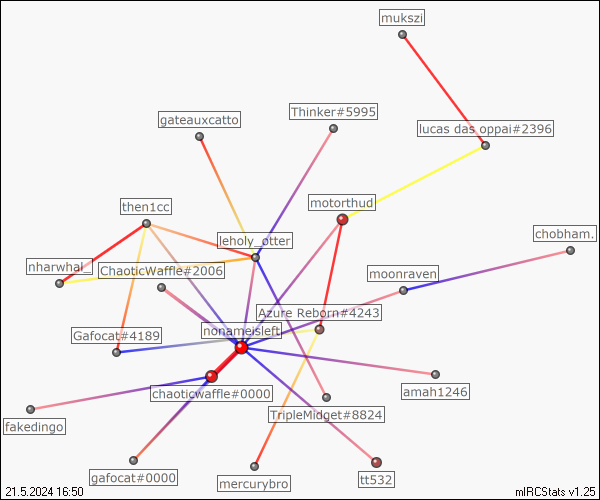 mukszi
Thinker#5995
gateauxcatto
lucas das oppai#2396
then1cc
motorthud
chobham.
leholy_otter
nharwhal_
ChaoticWaffle#2006
moonraven
Azure Reborn#4243
nonameisleft
Gafocat#4189
chaoticwaffle#0000
amah1246
TripleMidget#8824
fakedingo
gafocat#0000
mercurybro
tt532
21.5.2024 16:50
mIRCStats v1.25